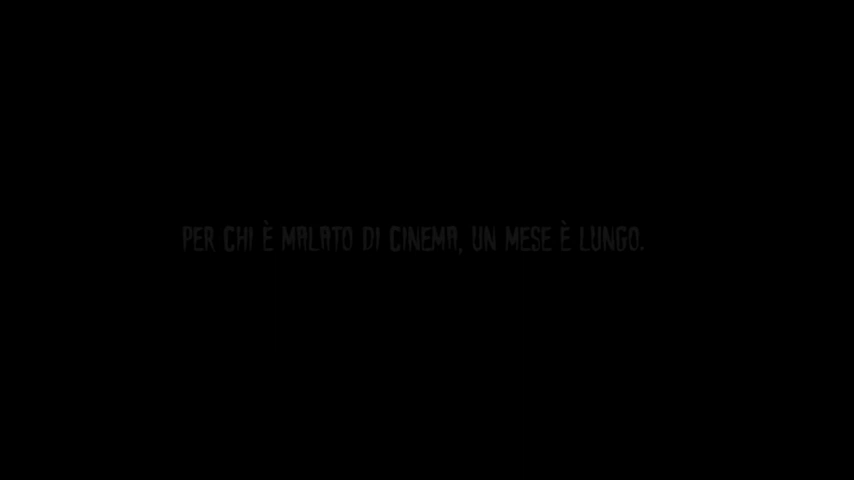 PER CHI È MALATO DI CINEMA, UN MESE È LUNGO.